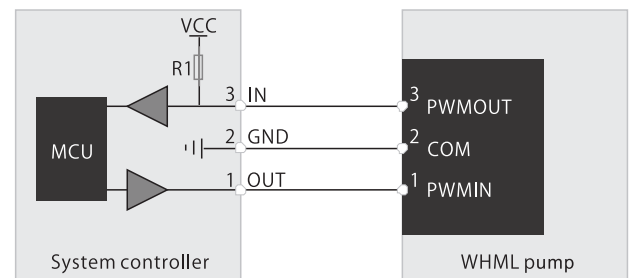 VCC
R1
3 IN
3 PWMOUT
2 GND
2 COM
MCU
1 OUT
1 PWMIN
System controller
WHML pump